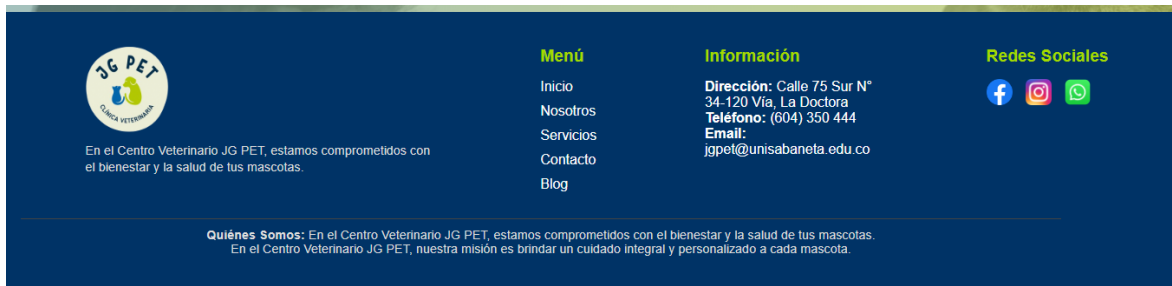 JG PET
CLÍNICA VETERINARIA
En el Centro Veterinario JG PET, estamos comprometidos con
el bienestar y la salud de tus mascotas.
Menú
Inicio
Nosotros
Servicios
Contacto
Blog
Información
Dirección: Calle 75 Sur N°
34-120 Vía, La Doctora
Teléfono: (604) 350 444
Email:
jgpet@unisabaneta.edu.co
Redes Sociales
Quiénes Somos: En el Centro Veterinario JG PET, estamos comprometidos con el bienestar y la salud de tus mascotas.
En el Centro Veterinario JG PET, nuestra misión es brindar un cuidado integral y personalizado a cada mascota.